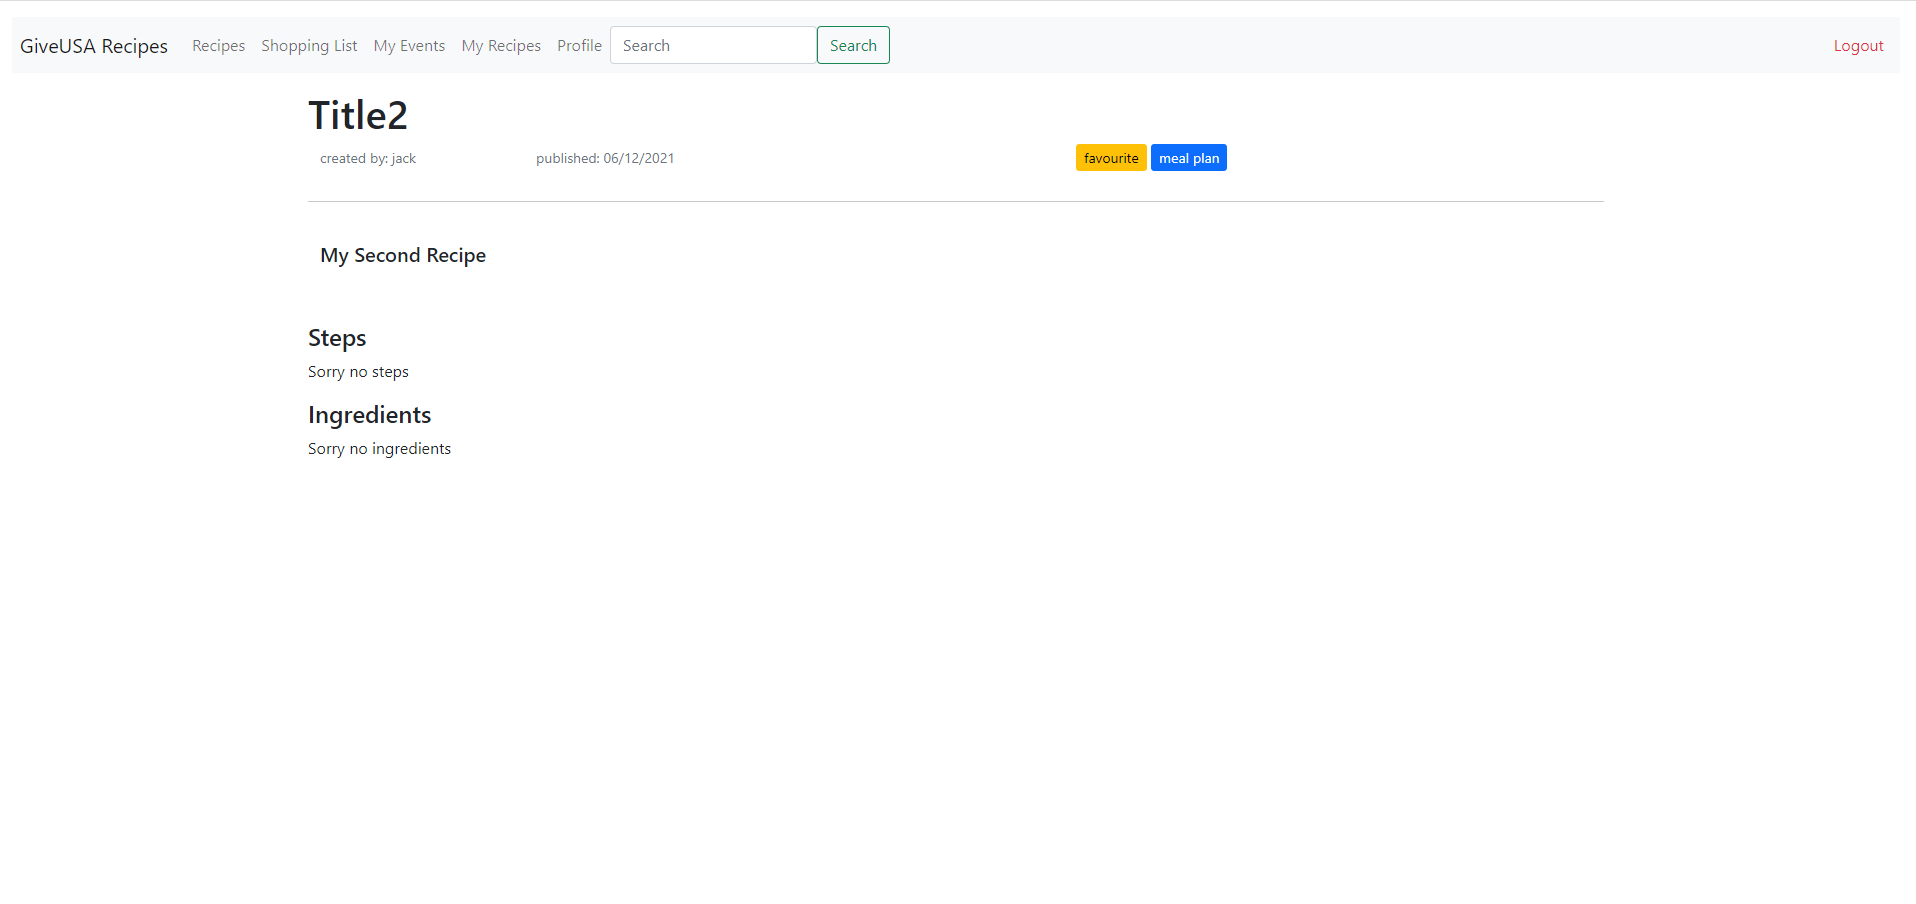 GiveUSA Recipes Recipes Shopping List My Events My Recipes Profile Search Search Logout
Title2
created by: jack published: 06/12/2021 favourite meal plan
My Second Recipe
Steps
Sorry no steps
Ingredients
Sorry no ingredients